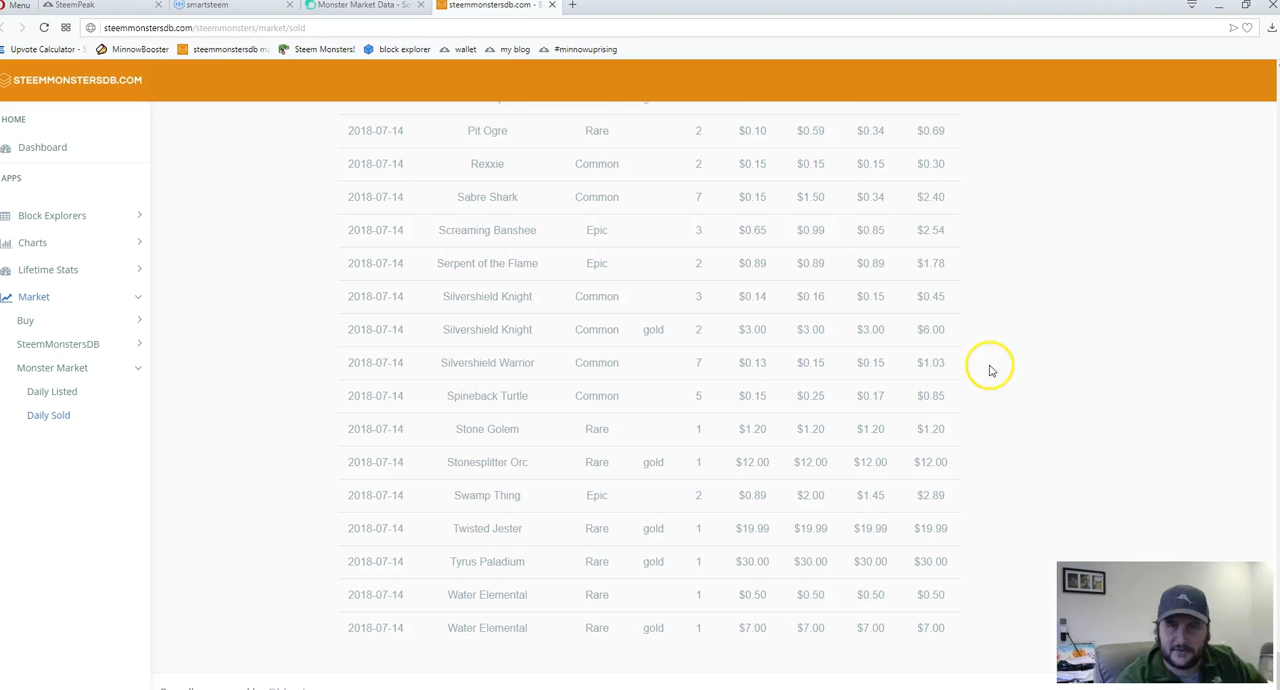 Menu SteemPeak smartsteem Monster Market Data - So steemmonstersdb.com - B
steemmonstersdb.com/steemmonsters/market/sold
Upvote Calculator - S MinnowBooster steemmonstersdb ma Steem Monsters! block explorer wallet my blog #minnowuprising
STEEMMONSTERSDB.COM
HOME
Dashboard
APPS
Block Explorers
Charts
Lifetime Stats
Market
Buy
SteemMonstersDB
Monster Market
Daily Listed
Daily Sold
2018-07-14 Pit Ogre Rare 2 $0.10 $0.59 $0.34 $0.69
2018-07-14 Rexxie Common 2 $0.15 $0.15 $0.15 $0.30
2018-07-14 Sabre Shark Common 7 $0.15 $1.50 $0.34 $2.40
2018-07-14 Screaming Banshee Epic 3 $0.65 $0.99 $0.85 $2.54
2018-07-14 Serpent of the Flame Epic 2 $0.89 $0.89 $0.89 $1.78
2018-07-14 Silvershield Knight Common 3 $0.14 $0.16 $0.15 $0.45
2018-07-14 Silvershield Knight Common gold 2 $3.00 $3.00 $3.00 $6.00
2018-07-14 Silvershield Warrior Common 7 $0.13 $0.15 $0.15 $1.03
2018-07-14 Spineback Turtle Common 5 $0.15 $0.25 $0.17 $0.85
2018-07-14 Stone Golem Rare 1 $1.20 $1.20 $1.20 $1.20
2018-07-14 Stonesplitter Orc Rare gold 1 $12.00 $12.00 $12.00 $12.00
2018-07-14 Swamp Thing Epic 2 $0.89 $2.00 $1.45 $2.89
2018-07-14 Twisted Jester Rare gold 1 $19.99 $19.99 $19.99 $19.99
2018-07-14 Tyrus Paladium Rare gold 1 $30.00 $30.00 $30.00 $30.00
2018-07-14 Water Elemental Rare 1 $0.50 $0.50 $0.50 $0.50
2018-07-14 Water Elemental Rare gold 1 $7.00 $7.00 $7.00 $7.00